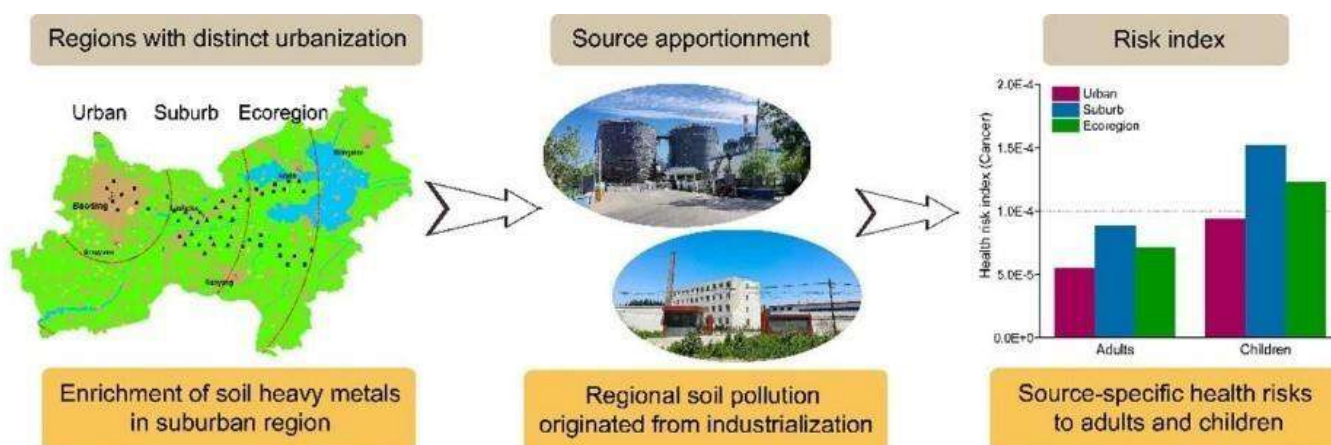 Regions with distinct urbanization
Source apportionment
Risk index
Urban Suburb Ecoregion
Baoding
Enrichment of soil heavy metals
in suburban region
Regional soil pollution
originated from industrialization
Health risk index (Cancer)
2.0E-4
1.5E-4
1.0E-4
5.0E-5
0.0E+0
Urban
Suburb
Ecoregion
Adults
Children
Source-specific health risks
to adults and children